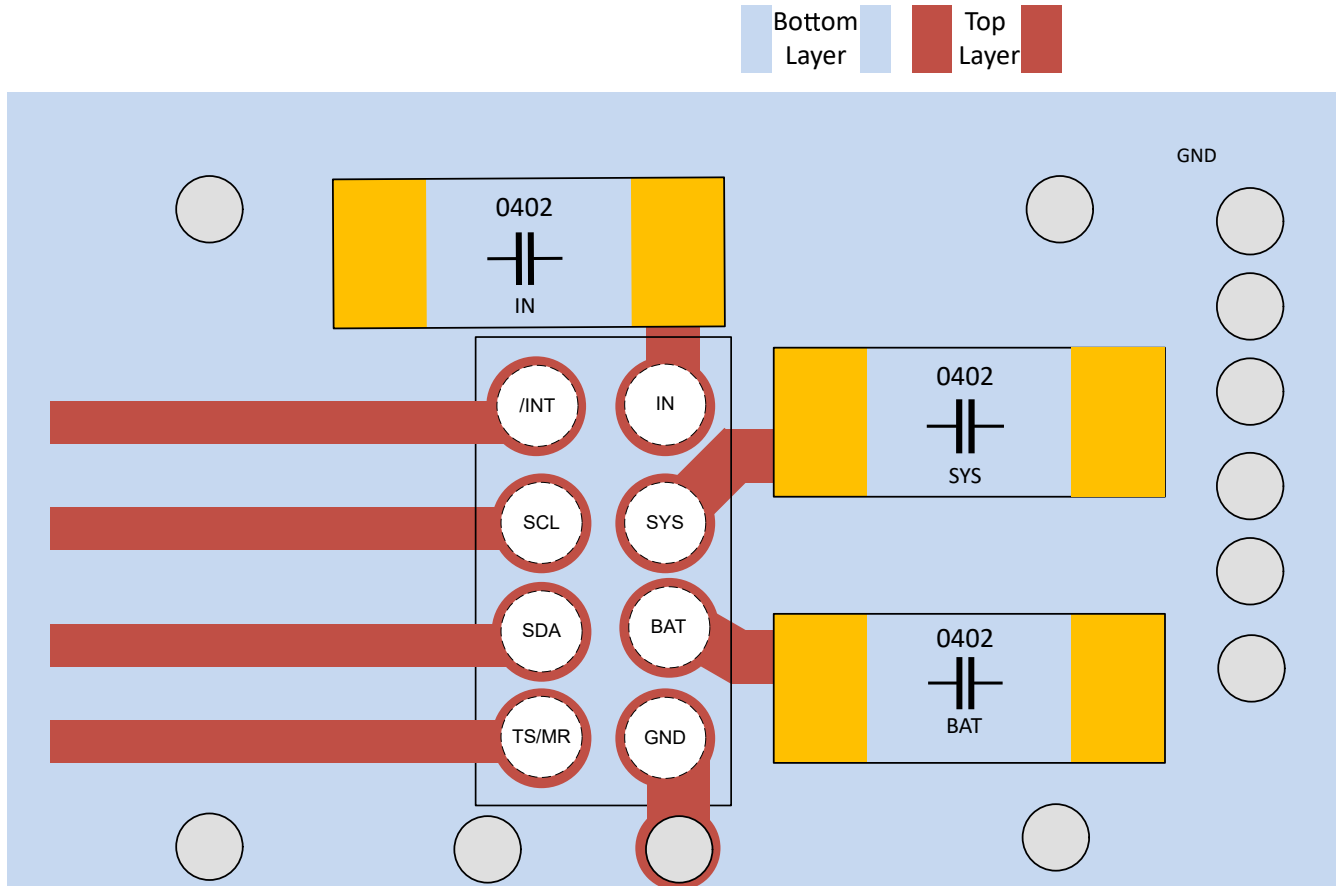 Bottom
Layer
Top
Layer
GND
0402
IN
/INT
IN
0402
SYS
SCL
SYS
SDA
BAT
0402
BAT
TS/MR
GND